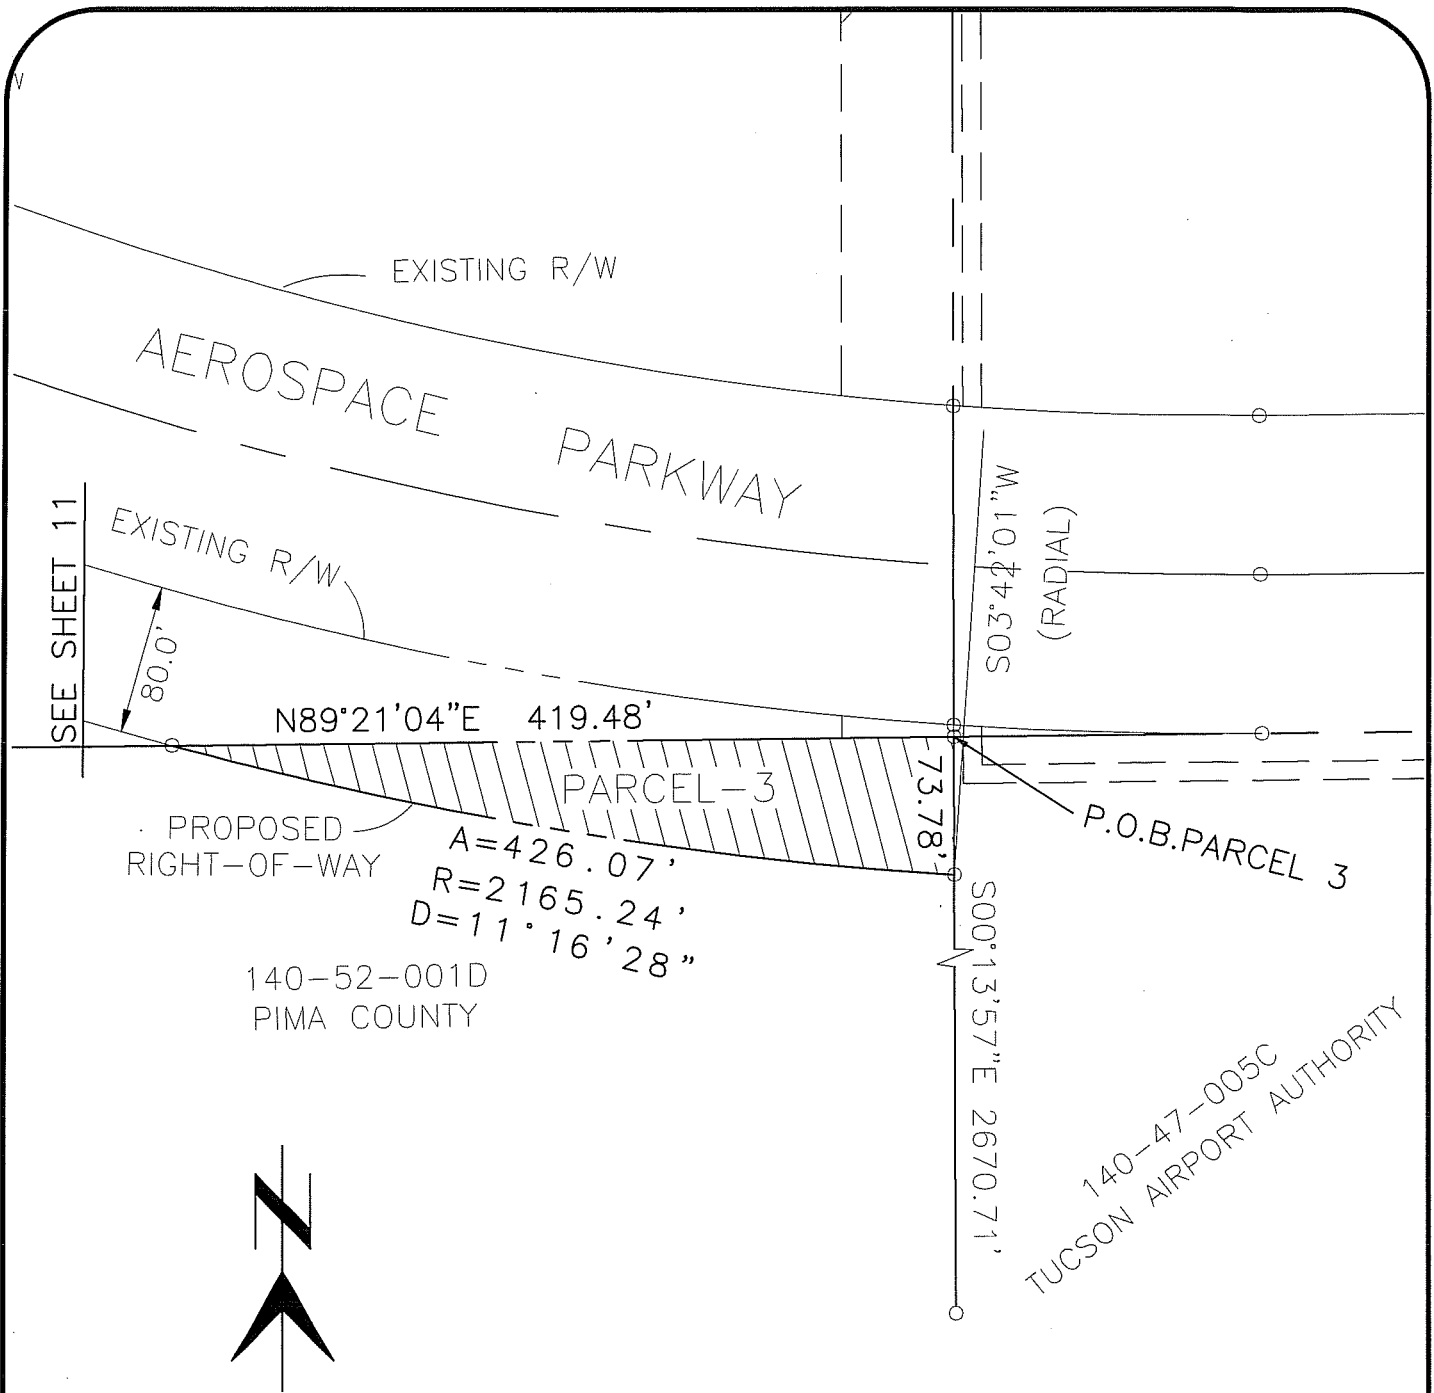 EXISTING R/W
AEROSPACE PARKWAY
SEE SHEET 11
EXISTING R/W
80.0'
S03°42'01"W
(RADIAL)
N89°21'04"E 419.48'
PARCEL-3
73.78'
P.O.B.PARCEL 3
PROPOSED
RIGHT-OF-WAY
A=426.07'
R=2165.24'
D=11°16'28"
140-52-001D
PIMA COUNTY
S00°13'57"E 2670.71'
140-47-005C
TUCSON AIRPORT AUTHORITY
N